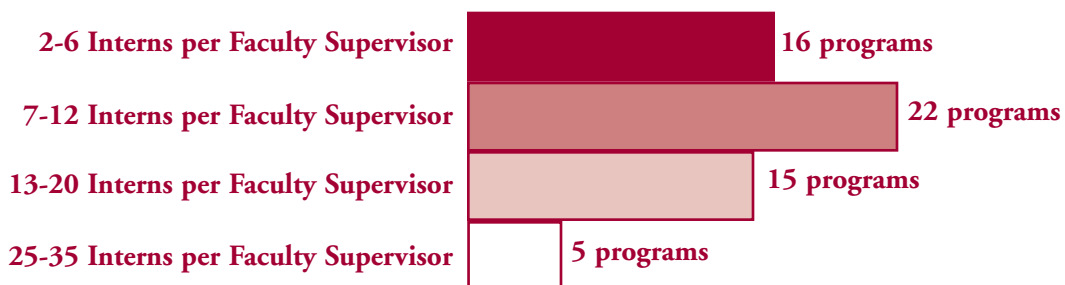 2-6 Interns per Faculty Supervisor 16 programs
7-12 Interns per Faculty Supervisor 22 programs
13-20 Interns per Faculty Supervisor 15 programs
25-35 Interns per Faculty Supervisor 5 programs